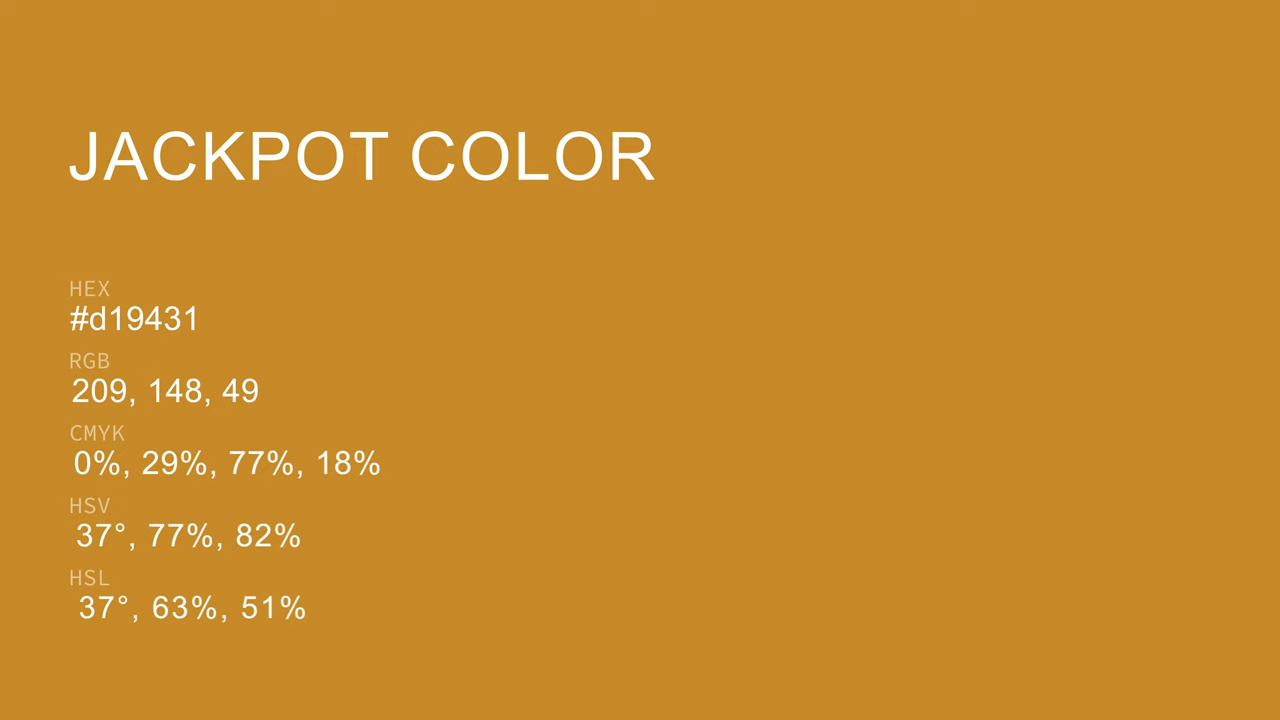 JACKPOT COLOR
HEX
#d19431
RGB
209, 148, 49
CMYK
0%, 29%, 77%, 18%
HSV
37°, 77%, 82%
HSL
37°, 63%, 51%